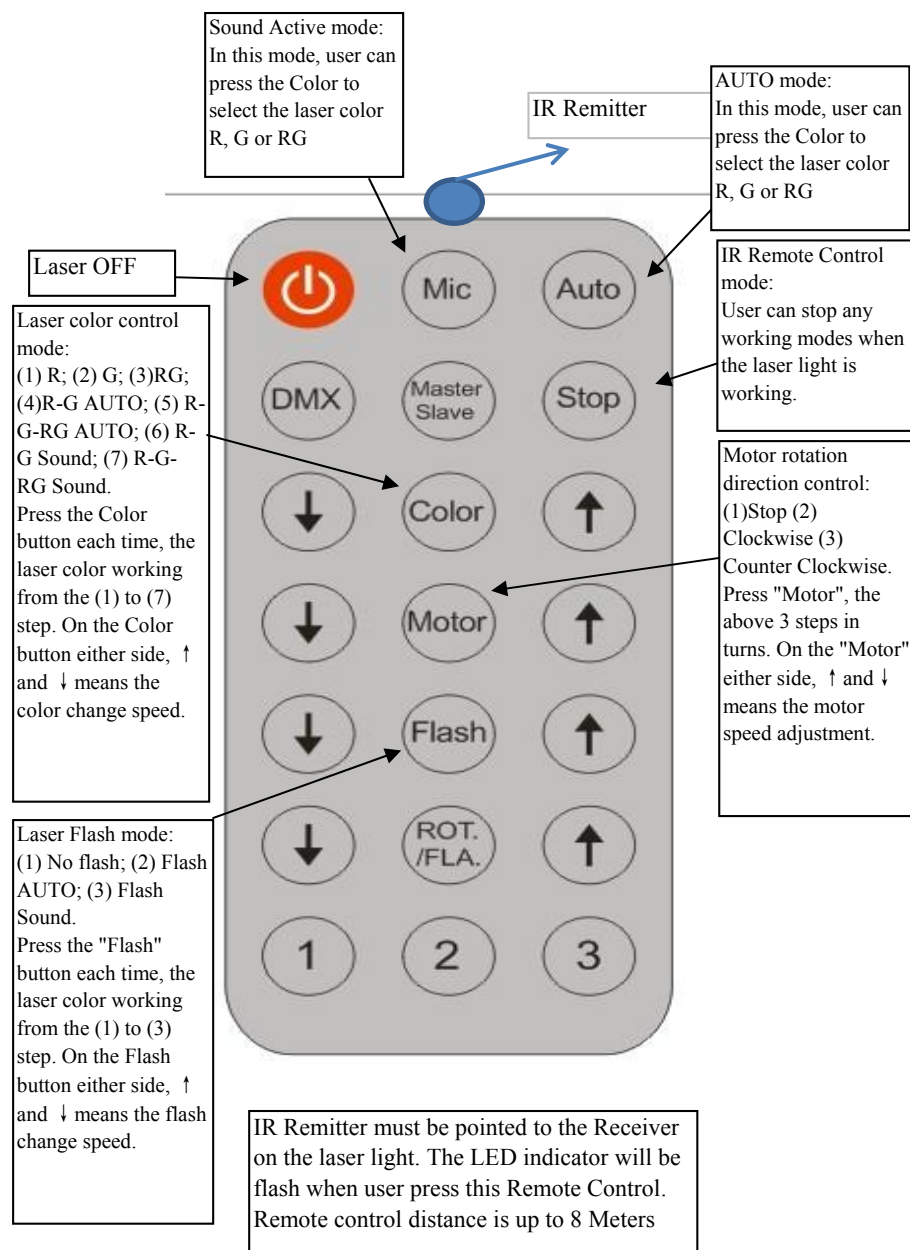 Sound Active mode:
In this mode, user can
press the Color to
select the laser color
R, G or RG
IR Remitter
AUTO mode:
In this mode, user can
press the Color to
select the laser color
R, G or RG
Laser OFF
Mic
Auto
IR Remote Control
mode:
User can stop any
working modes when
the laser light is
working.
Laser color control
mode:
(1) R; (2) G; (3)RG;
(4)R-G AUTO; (5) R-
G-RG AUTO; (6) R-
G Sound; (7) R-G-
RG Sound.
Press the Color
button each time, the
laser color working
from the (1) to (7)
step. On the Color
button either side, ↑
and ↓ means the
color change speed.
DMX
Master
Slave
Stop
↓ Color ↑
Motor rotation
direction control:
(1)Stop (2)
Clockwise (3)
Counter Clockwise.
Press "Motor", the
above 3 steps in
turns. On the "Motor"
either side, ↑ and ↓
means the motor
speed adjustment.
↓ Motor ↑
↓ Flash ↑
Laser Flash mode:
(1) No flash; (2) Flash
AUTO; (3) Flash
Sound.
Press the "Flash"
button each time, the
laser color working
from the (1) to (3)
step. On the Flash
button either side, ↑
and ↓ means the flash
change speed.
↓ ROT. ↑
/FLA.
1 2 3
IR Remitter must be pointed to the Receiver
on the laser light. The LED indicator will be
flash when user press this Remote Control.
Remote control distance is up to 8 Meters